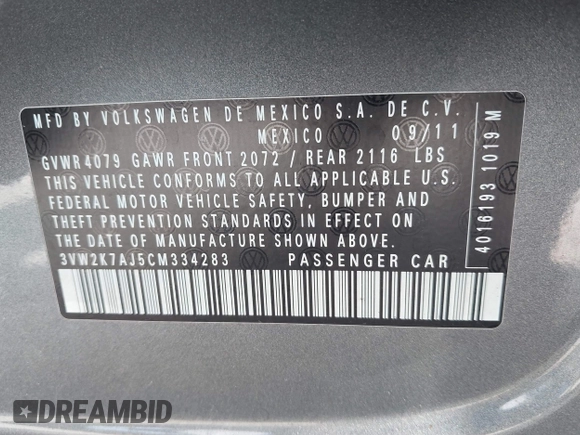 MFD BY VOLKSWAGEN DE MEXICO S.A. DE C.V.
MEXICO 09/11
GVWR 4079 GAWR FRONT 2072 / REAR 2116 LBS
THIS VEHICLE CONFORMS TO ALL APPLICABLE U.S.
FEDERAL MOTOR VEHICLE SAFETY, BUMPER AND
THEFT PREVENTION STANDARDS IN EFFECT ON
THE DATE OF MANUFACTURE SHOWN ABOVE.
3VW2K7AJ5CM334283 PASSENGER CAR
4016193 1019 M
DREAMBID